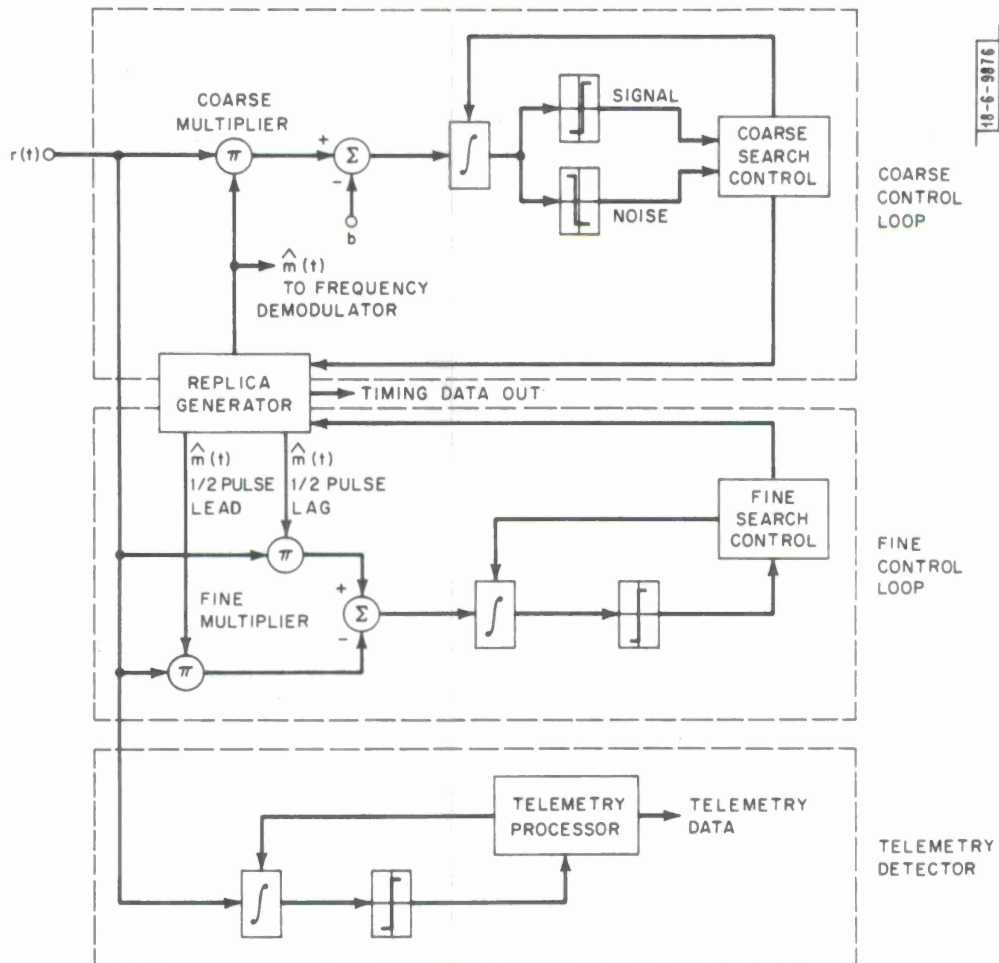 18-6-9876
COARSE
MULTIPLIER
r(t)
π
+
Σ
-
b
∫
SIGNAL
NOISE
COARSE
SEARCH
CONTROL
COARSE
CONTROL
LOOP
m̂(t)
TO FREQUENCY
DEMODULATOR
REPLICA
GENERATOR
TIMING DATA OUT
m̂(t)
1/2 PULSE
LEAD
m̂(t)
1/2 PULSE
LAG
π
FINE
MULTIPLIER
π
+
Σ
-
∫
FINE
SEARCH
CONTROL
FINE
CONTROL
LOOP
TELEMETRY
PROCESSOR
TELEMETRY
DATA
∫
TELEMETRY
DETECTOR